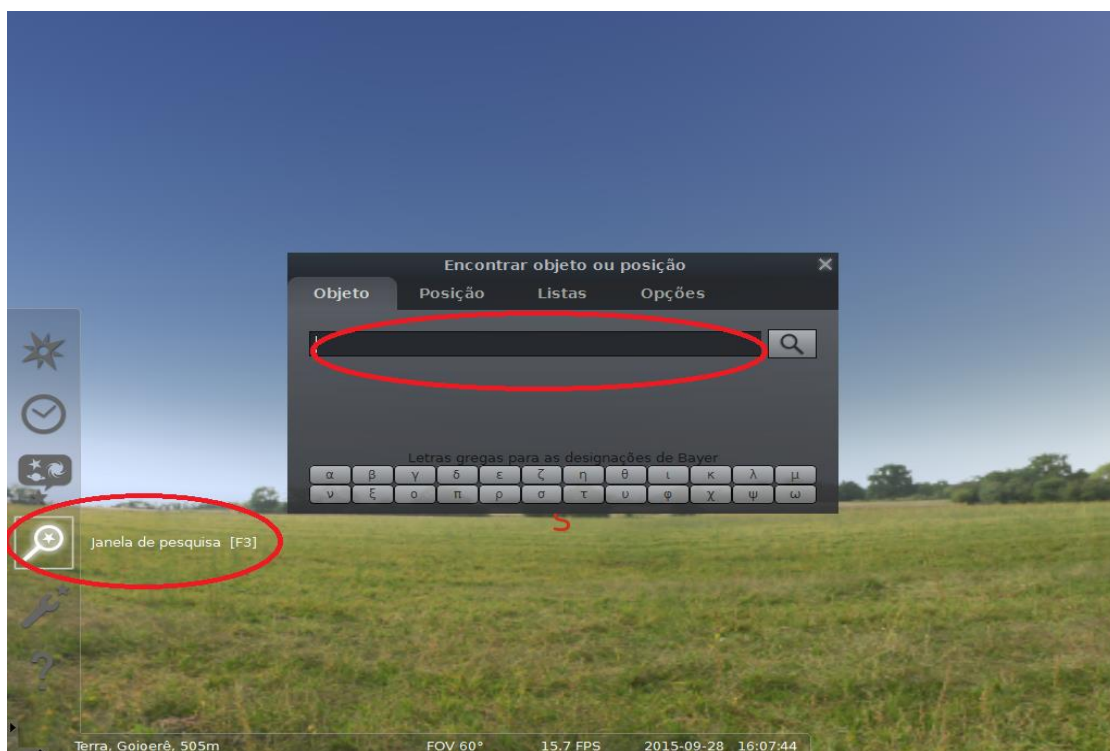 Encontrar objeto ou posição
Objeto Posição Listas Opções
Letras gregas para as designações de Bayer
α β γ δ ε ζ η θ ι κ λ μ
ν ξ ο π ρ σ τ υ φ χ ψ ω
S
Janela de pesquisa [F3]
Terra, Goioerê, 505m FOV 60° 15.7 FPS 2015-09-28 16:07:44